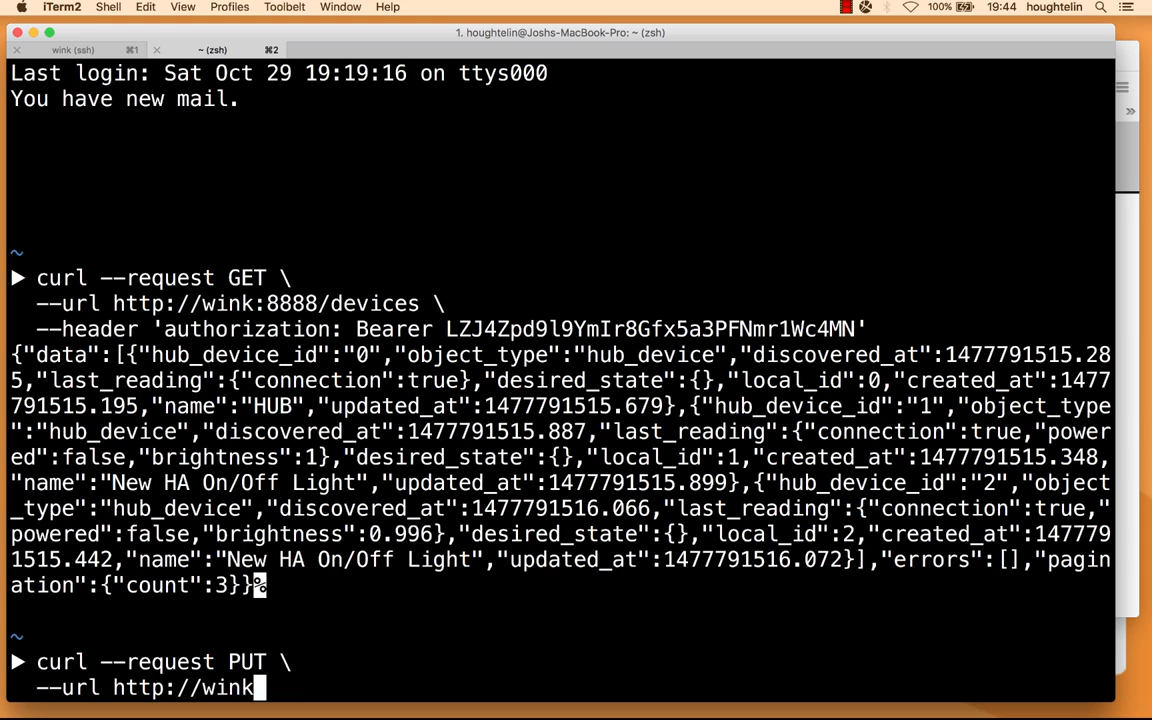 iTerm2 Shell Edit View Profiles Toolbelt Window Help 100% 19:44 houghtelin
1. houghtelin@Joshs-MacBook-Pro: ~ (zsh)
wink (ssh) ⌘1 ~ (zsh) ⌘2
Last login: Sat Oct 29 19:19:16 on ttys000
You have new mail.
~
▶ curl --request GET \
--url http://wink:8888/devices \
--header 'authorization: Bearer LZJ4Zpd9l9YmIr8Gfx5a3PFNmr1Wc4MN'
{"data":[{"hub_device_id":"0","object_type":"hub_device","discovered_at":1477791515.28
5,"last_reading":{"connection":true},"desired_state":{},"local_id":0,"created_at":1477
791515.195,"name":"HUB","updated_at":1477791515.679},{"hub_device_id":"1","object_type
":"hub_device","discovered_at":1477791515.887,"last_reading":{"connection":true,"power
ed":false,"brightness":1},"desired_state":{},"local_id":1,"created_at":1477791515.348,
"name":"New HA On/Off Light","updated_at":1477791515.899},{"hub_device_id":"2","object
_type":"hub_device","discovered_at":1477791516.066,"last_reading":{"connection":true,"
powered":false,"brightness":0.996},"desired_state":{},"local_id":2,"created_at":147779
1515.442,"name":"New HA On/Off Light","updated_at":1477791516.072}],"errors":[],"pagin
ation":{"count":3}}%
~
▶ curl --request PUT \
--url http://wink